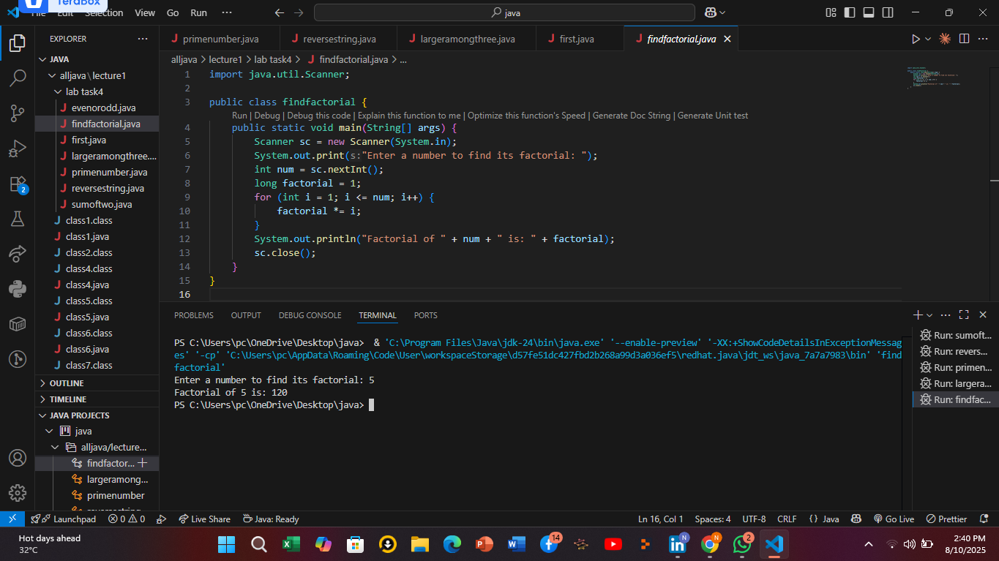 TeraBox
File Edit Selection View Go Run ···
java
EXPLORER ···
JAVA
alljava\lecture1
lab task4
evenorodd.java
findfactorial.java
first.java
largeramongthree....
primenumber.java
reversestring.java
sumoftwo.java
class1.class
class1.java
class2.class
class4.class
class4.java
class5.class
class5.java
class6.class
class6.java
class7.class
OUTLINE
TIMELINE
JAVA PROJECTS
java
alljava/lecture...
findfactor...
largeramong...
primenumber
reversestring
2
primenumber.java
reversestring.java
largeramongthree.java
first.java
findfactorial.java
alljava > lecture1 > lab task4 > findfactorial.java > ...
1 import java.util.Scanner;
2
3 public class findfactorial {
Run | Debug | Debug this code | Explain this function to me | Optimize this function's Speed | Generate Doc String | Generate Unit test
4 public static void main(String[] args) {
5 Scanner sc = new Scanner(System.in);
6 System.out.print(s:"Enter a number to find its factorial: ");
7 int num = sc.nextInt();
8 long factorial = 1;
9 for (int i = 1; i <= num; i++) {
10 factorial *= i;
11 }
12 System.out.println("Factorial of " + num + " is: " + factorial);
13 sc.close();
14 }
15 }
16
PROBLEMS OUTPUT DEBUG CONSOLE TERMINAL PORTS
PS C:\Users\pc\OneDrive\Desktop\java> & 'C:\Program Files\Java\jdk-24\bin\java.exe' '--enable-preview' '-XX:+ShowCodeDetailsInExceptionMessag
es' '-cp' 'C:\Users\pc\AppData\Roaming\Code\User\workspaceStorage\d57fe51dc427fbd2b268a99d3a036ef5\redhat.java\jdt_ws\java_7a7a7983\bin' 'find
factorial'
Enter a number to find its factorial: 5
Factorial of 5 is: 120
PS C:\Users\pc\OneDrive\Desktop\java>
Run: sumoft...
Run: revers...
Run: primen...
Run: largera...
Run: findfac...
Launchpad 0 0 Live Share Java: Ready
Ln 16, Col 1 Spaces: 4 UTF-8 CRLF {} Java Go Live Prettier
Hot days ahead
32°C
14
N
N
2
2:40 PM
8/10/2025